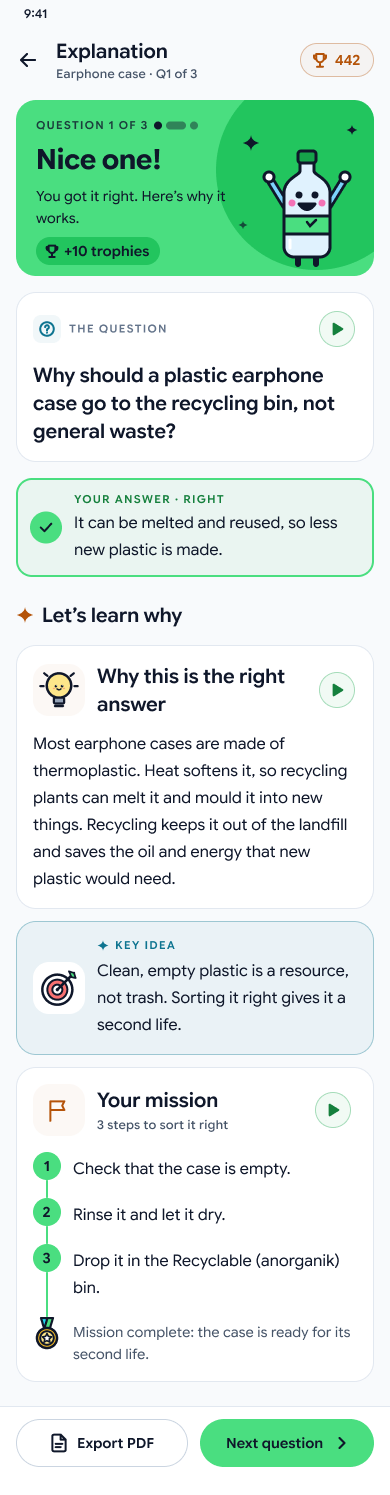 9:41
Explanation
Earphone case · Q1 of 3
442
QUESTION 1 OF 3
Nice one!
You got it right. Here's why it
works.
+10 trophies
THE QUESTION
Why should a plastic earphone
case go to the recycling bin, not
general waste?
YOUR ANSWER · RIGHT
It can be melted and reused, so less
new plastic is made.
Let's learn why
Why this is the right
answer
Most earphone cases are made of
thermoplastic. Heat softens it, so recycling
plants can melt it and mould it into new
things. Recycling keeps it out of the landfill
and saves the oil and energy that new
plastic would need.
KEY IDEA
Clean, empty plastic is a resource,
not trash. Sorting it right gives it a
second life.
Your mission
3 steps to sort it right
1 Check that the case is empty.
2 Rinse it and let it dry.
3 Drop it in the Recyclable (anorganik)
bin.
Mission complete: the case is ready for its
second life.
Export PDF
Next question